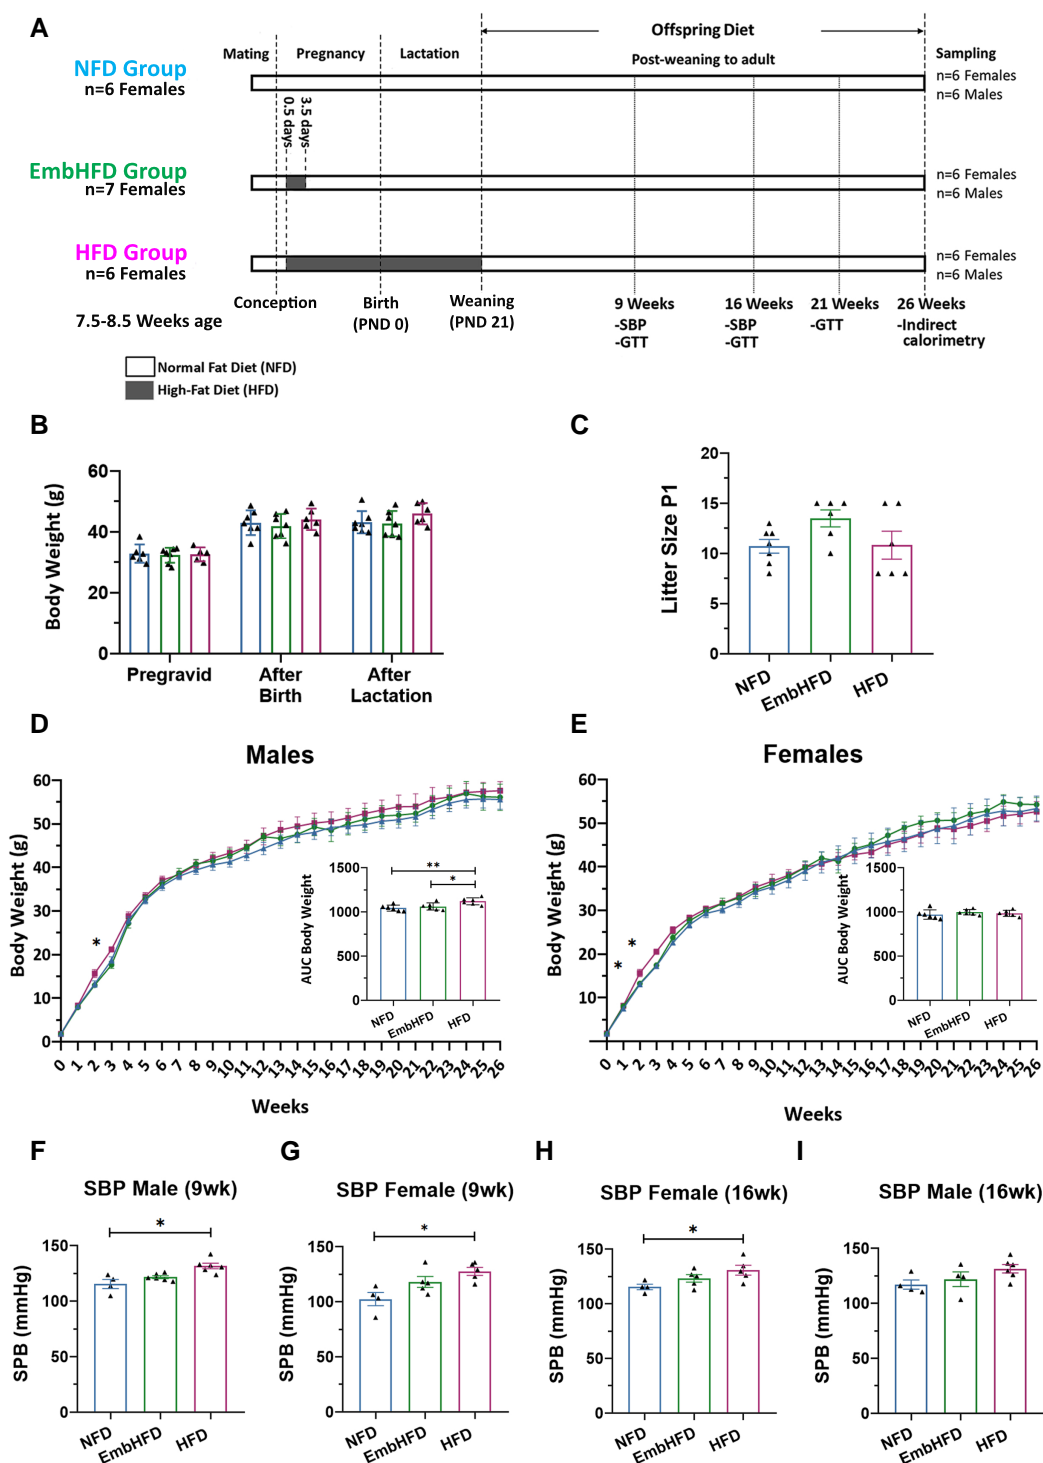 A
Offspring Diet
Mating
Pregnancy
Lactation
Post-weaning to adult
Sampling
NFD Group
n=6 Females
n=6 Females
n=6 Males
0.5 days
3.5 days
EmbHFD Group
n=7 Females
n=6 Females
n=6 Males
HFD Group
n=6 Females
n=6 Females
n=6 Males
7.5-8.5 Weeks age
Conception
Birth
(PND 0)
Weaning
(PND 21)
9 Weeks
-SBP
-GTT
16 Weeks
-SBP
-GTT
21 Weeks
-GTT
26 Weeks
-Indirect
calorimetry
Normal Fat Diet (NFD)
High-Fat Diet (HFD)
B
Body Weight (g)
60
40
20
0
Pregravid
After
Birth
After
Lactation
C
Litter Size P1
20
15
10
5
0
NFD
EmbHFD
HFD
D
Males
Body Weight (g)
60
50
40
30
20
10
0
*
0 1 2 3 4 5 6 7 8 9 10 11 12 13 14 15 16 17 18 19 20 21 22 23 24 25 26
Weeks
AUC Body Weight
1500
1000
500
0
**
*
NFD
EmbHFD
HFD
E
Females
Body Weight (g)
60
50
40
30
20
10
*
*
0 1 2 3 4 5 6 7 8 9 10 11 12 13 14 15 16 17 18 19 20 21 22 23 24 25 26
Weeks
AUC Body Weight
1500
1000
500
0
NFD
EmbHFD
HFD
F
SBP Male (9wk)
*
SPB (mmHg)
150
100
50
0
NFD
EmbHFD
HFD
G
SBP Female (9wk)
*
SPB (mmHg)
150
100
50
0
NFD
EmbHFD
HFD
H
SBP Female (16wk)
*
SPB (mmHg)
150
100
50
0
NFD
EmbHFD
HFD
I
SBP Male (16wk)
SPB (mmHg)
150
100
50
0
NFD
EmbHFD
HFD